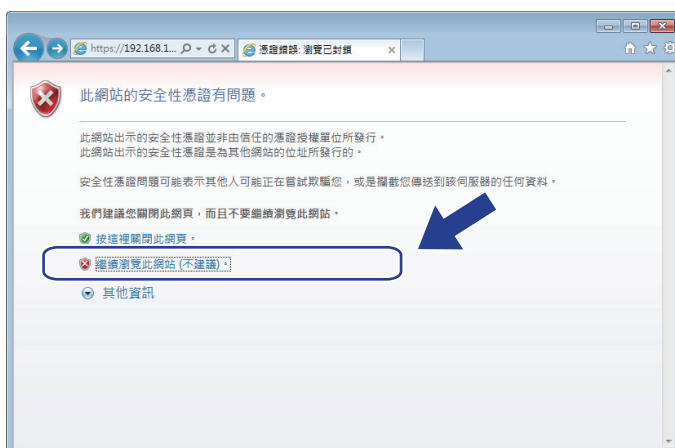 https://192.168.1...
憑證錯誤: 瀏覽已封鎖
此網站的安全性憑證有問題。
此網站出示的安全性憑證並非由信任的憑證授權單位所發行。
此網站出示的安全性憑證是為其他網站的位址所發行的。
安全性憑證問題可能表示其他人可能正在嘗試欺騙您，或是攔截您傳送到該伺服器的任何資料。
我們建議您關閉此網頁，而且不要繼續瀏覽此網站。
按這裡關閉此網頁。
繼續瀏覽此網站 (不建議)。
其他資訊